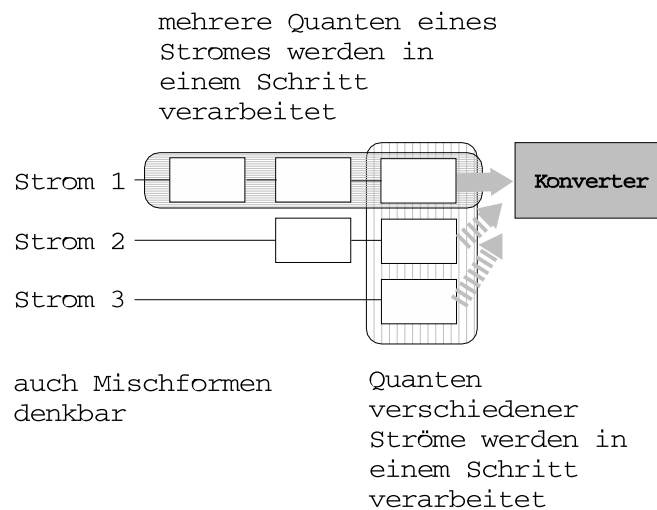 mehrere Quanten eines
Stromes werden in
einem Schritt
verarbeitet
Strom 1
Konverter
Strom 2
Strom 3
auch Mischformen
denkbar
Quanten
verschiedener
Ströme werden in
einem Schritt
verarbeitet